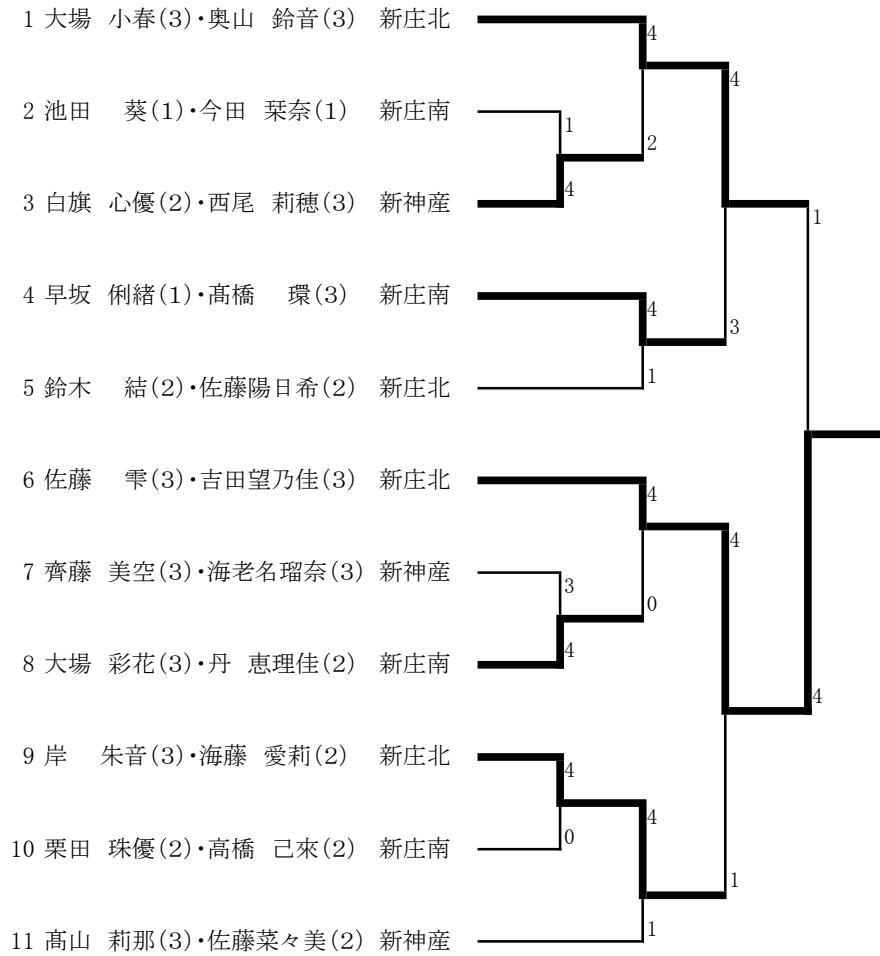 1 大場 小春(3)・奥山 鈴音(3) 新庄北
4
4
2 池田 葵(1)・今田 栞奈(1) 新庄南
1
2
3 白旗 心優(2)・西尾 莉穂(3) 新神産
4
1
4 早坂 俐緒(1)・髙橋 環(3) 新庄南
4
3
5 鈴木 結(2)・佐藤陽日希(2) 新庄北
1
6 佐藤 雫(3)・吉田望乃佳(3) 新庄北
4
4
7 齊藤 美空(3)・海老名瑠奈(3) 新神産
3
0
8 大場 彩花(3)・丹 恵理佳(2) 新庄南
4
4
9 岸 朱音(3)・海藤 愛莉(2) 新庄北
4
4
10 栗田 珠優(2)・高橋 己來(2) 新庄南
0
1
11 髙山 莉那(3)・佐藤菜々美(2) 新神産
1